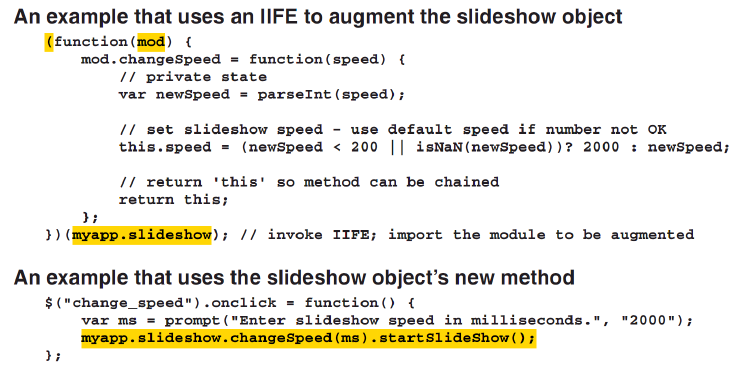 An example that uses an IIFE to augment the slideshow object
(function(mod) {
    mod.changeSpeed = function(speed) {
        // private state
        var newSpeed = parseInt(speed);
        // set slideshow speed - use default speed if number not OK
        this.speed = (newSpeed < 200 || isNaN(newSpeed))? 2000 : newSpeed;
        // return 'this' so method can be chained
        return this;
    };
})(myapp.slideshow); // invoke IIFE; import the module to be augmented
An example that uses the slideshow object's new method
$("change_speed").onclick = function() {
    var ms = prompt("Enter slideshow speed in milliseconds.", "2000");
    myapp.slideshow.changeSpeed(ms).startSlideShow();
};